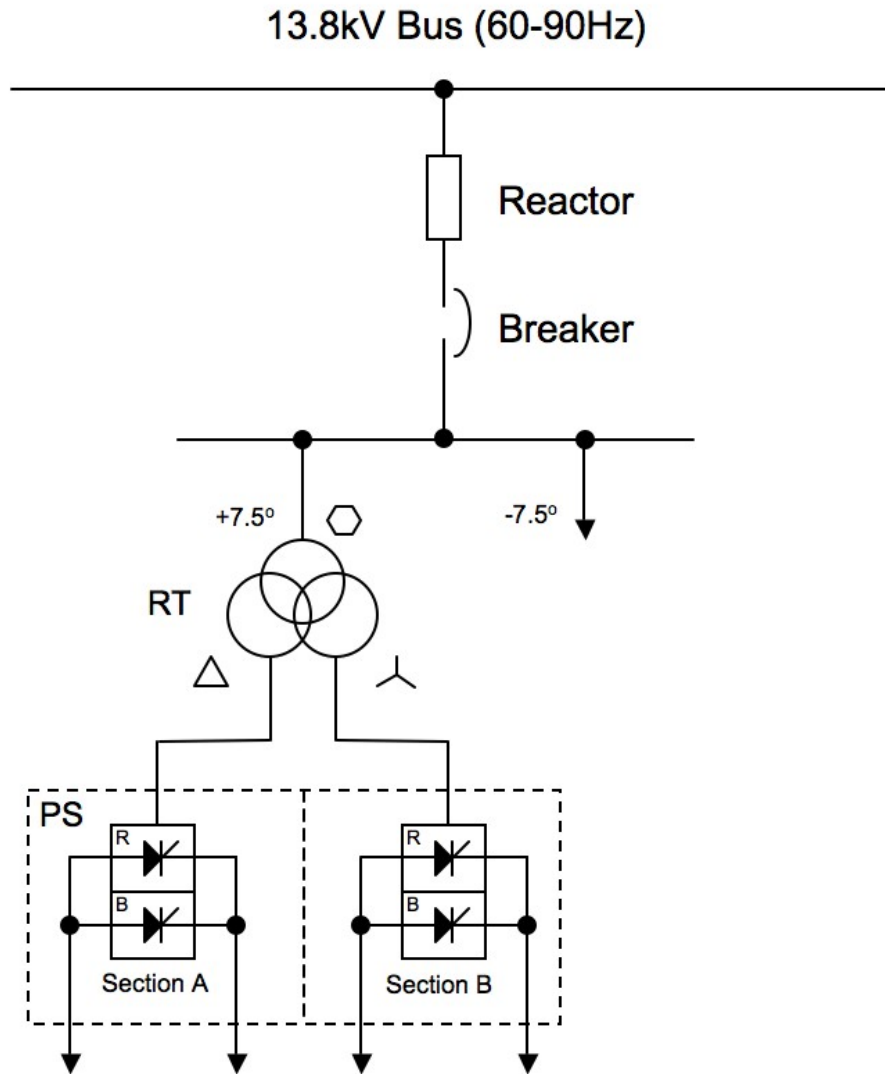 13.8kV Bus (60-90Hz)
Reactor
Breaker
+7.5º
-7.5º
RT
PS
R
R
B
B
Section A
Section B